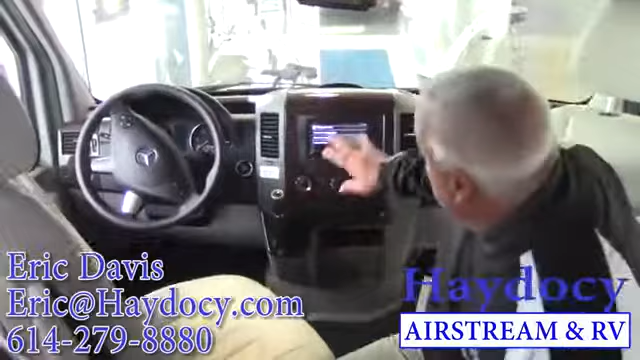 Eric Davis
Eric@Haydocy.com
614-279-8880
Haydocy
AIRSTREAM & RV